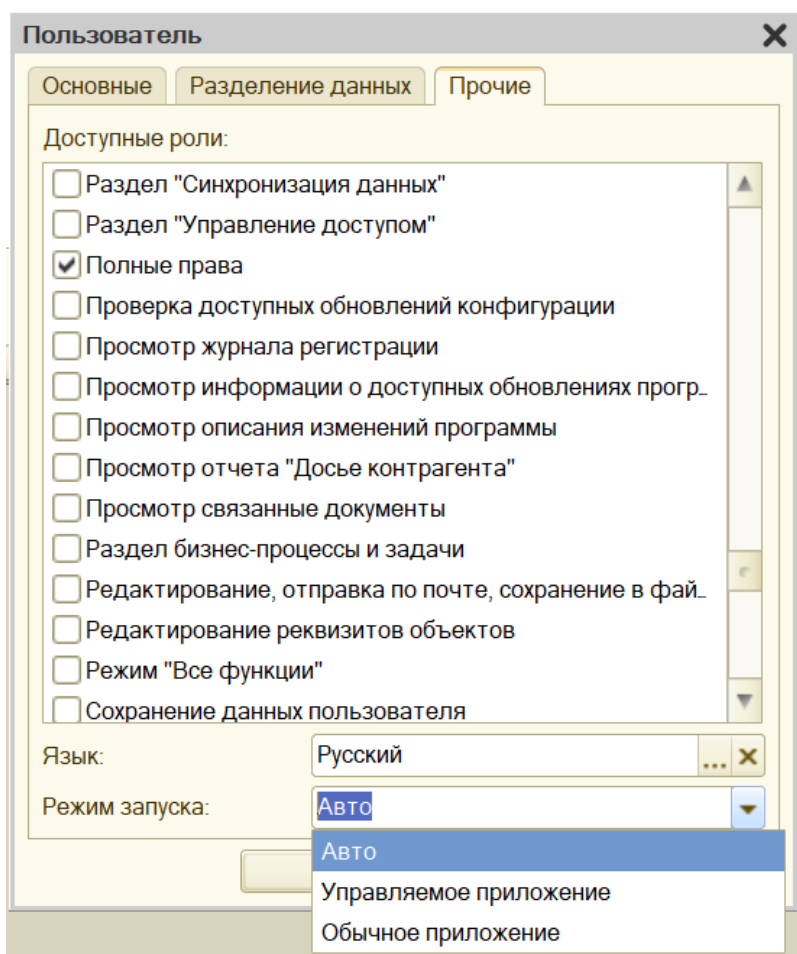 Пользователь
Основные Разделение данных Прочие
Доступные роли:
Раздел "Синхронизация данных"
Раздел "Управление доступом"
Полные права
Проверка доступных обновлений конфигурации
Просмотр журнала регистрации
Просмотр информации о доступных обновлениях прогр...
Просмотр описания изменений программы
Просмотр отчета "Досье контрагента"
Просмотр связанные документы
Раздел бизнес-процессы и задачи
Редактирование, отправка по почте, сохранение в фай...
Редактирование реквизитов объектов
Режим "Все функции"
Сохранение данных пользователя
Язык: Русский ...
Режим запуска: Авто
Авто
Управляемое приложение
Обычное приложение